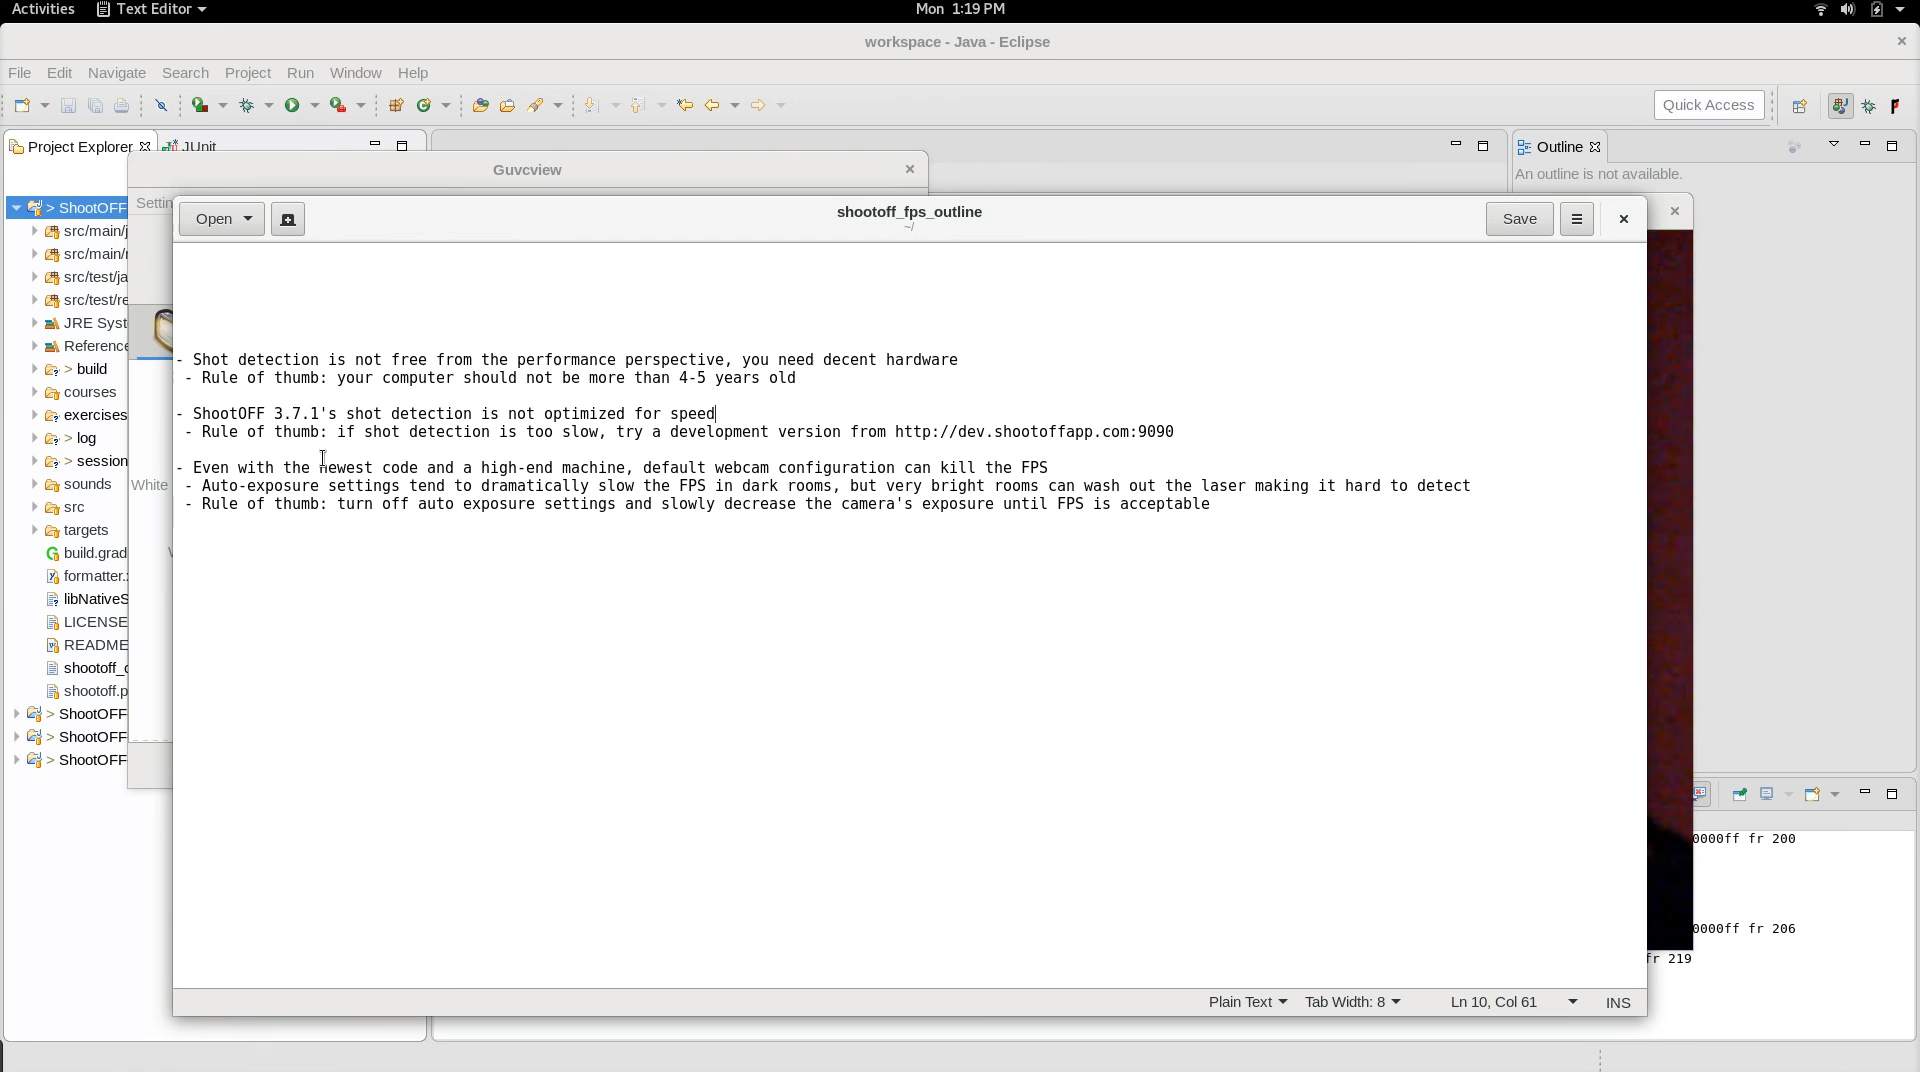 Activities Text Editor Mon 1:19 PM
workspace - Java - Eclipse
File Edit Navigate Search Project Run Window Help
Quick Access
Project Explorer JUnit
Outline
An outline is not available.
Guvcview
> ShootOFF
src/main/j
src/main/r
src/test/ja
src/test/re
JRE Syst
Reference
> build
courses
exercises
> log
> session
sounds
White
src
targets
build.grad
formatter.x
libNativeS
LICENSE
README
shootoff_c
shootoff.p
> ShootOFF
> ShootOFF
> ShootOFF
Settin
Open
shootoff_fps_outline
~/
Save
- Shot detection is not free from the performance perspective, you need decent hardware
- Rule of thumb: your computer should not be more than 4-5 years old
- ShootOFF 3.7.1's shot detection is not optimized for speed
- Rule of thumb: if shot detection is too slow, try a development version from http://dev.shootoffapp.com:9090
- Even with the newest code and a high-end machine, default webcam configuration can kill the FPS
- Auto-exposure settings tend to dramatically slow the FPS in dark rooms, but very bright rooms can wash out the laser making it hard to detect
- Rule of thumb: turn off auto exposure settings and slowly decrease the camera's exposure until FPS is acceptable
Plain Text Tab Width: 8 Ln 10, Col 61 INS
0000ff fr 200
0000ff fr 206
fr 219